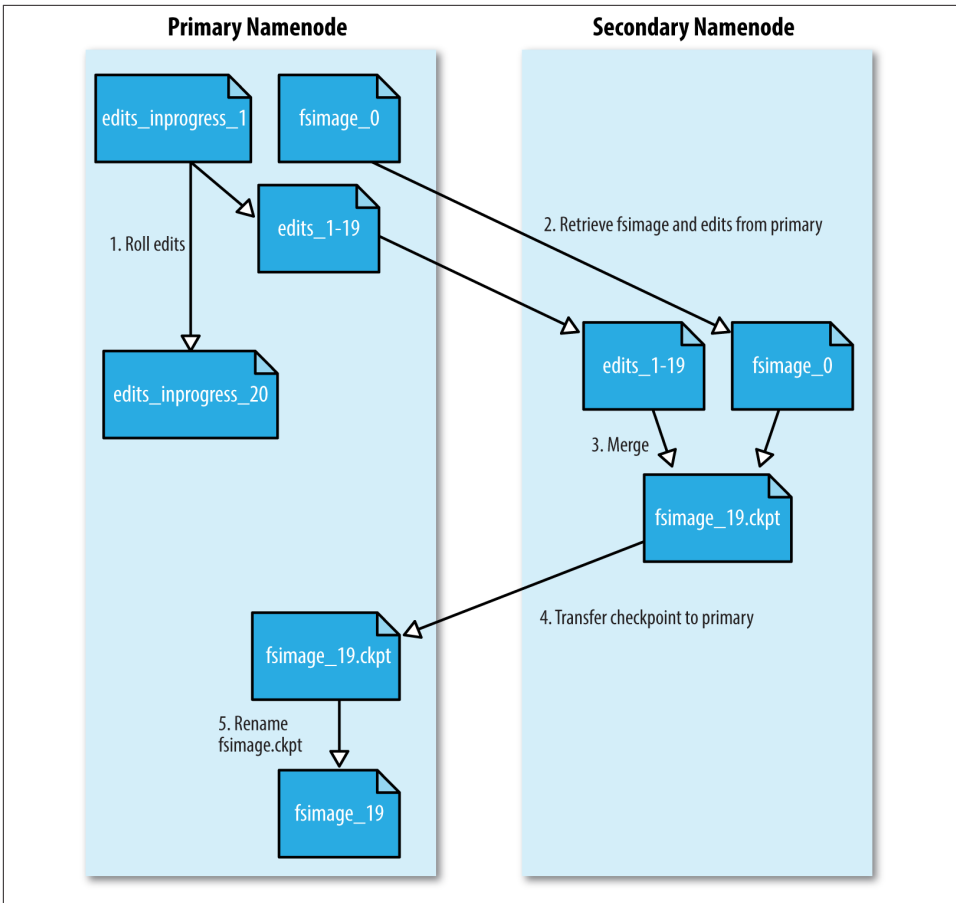 Primary Namenode
Secondary Namenode
edits_inprogress_1
fsimage_0
edits_1-19
1. Roll edits
2. Retrieve fsimage and edits from primary
edits_inprogress_20
edits_1-19
fsimage_0
3. Merge
fsimage_19.ckpt
4. Transfer checkpoint to primary
fsimage_19.ckpt
5. Rename
fsimage.ckpt
fsimage_19